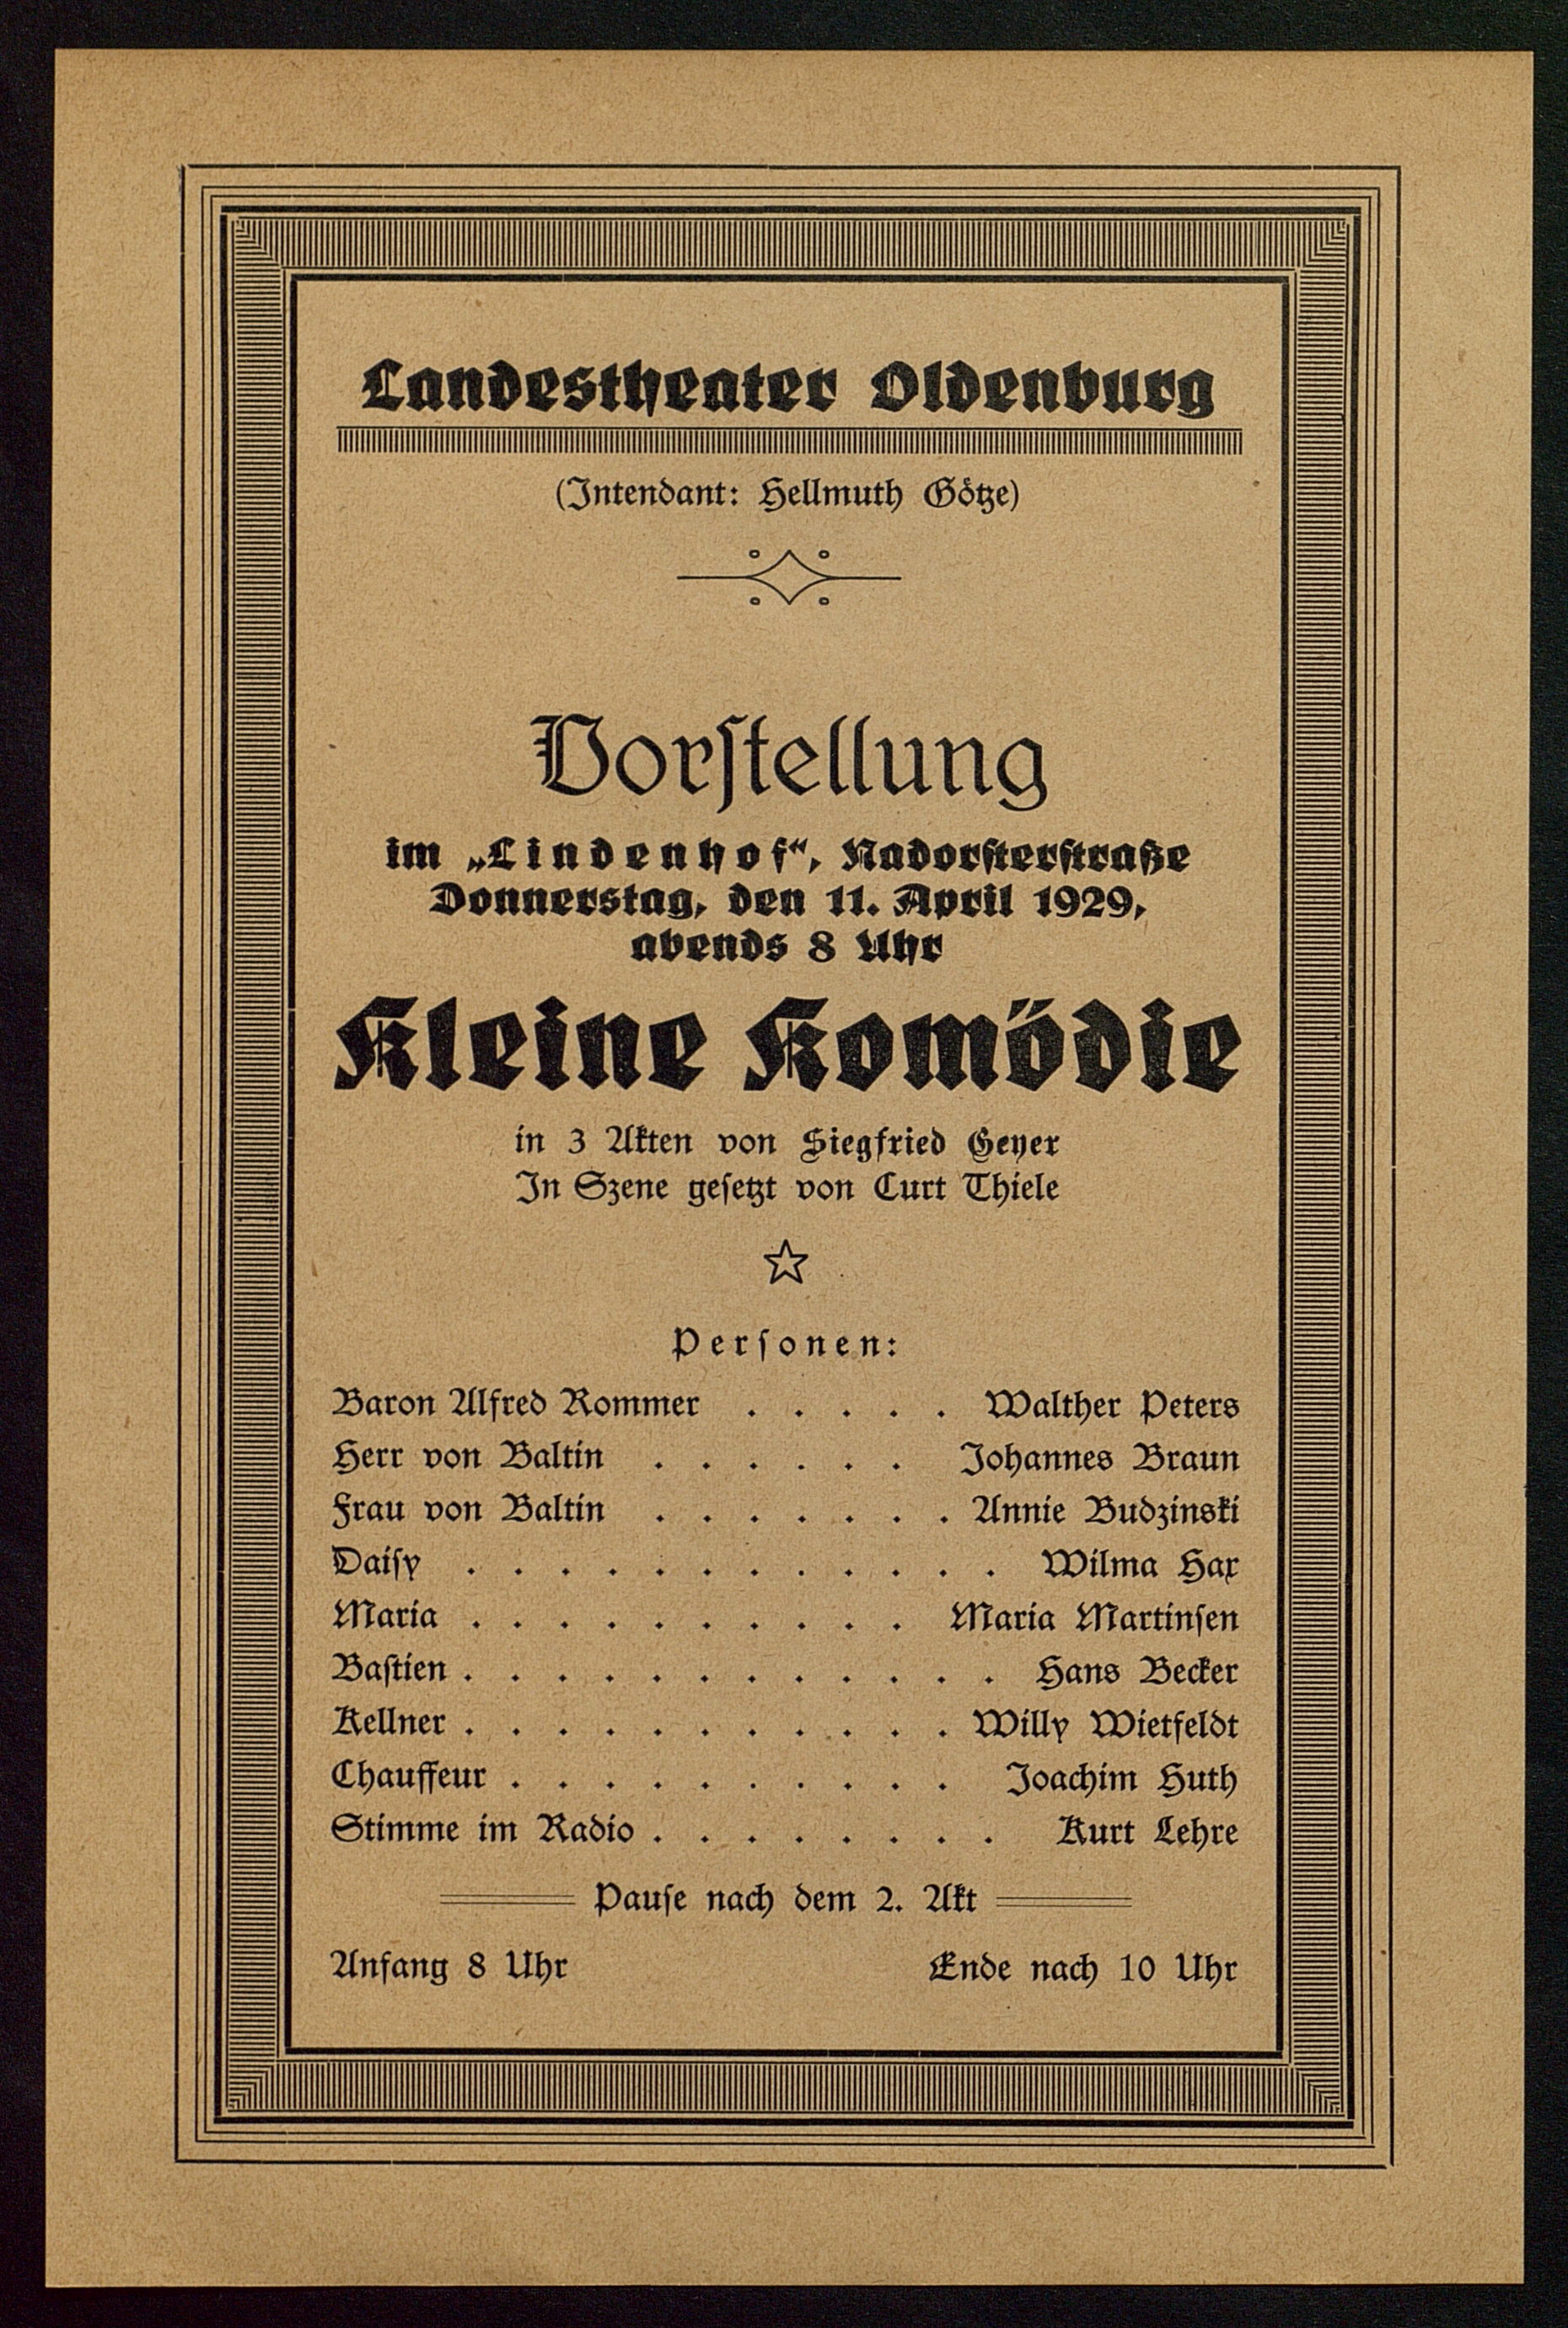 Landestheater Oldenburg
(Intendant: Hellmuth Götze)
Vorſtellung
im „Lindenhof“, Nadorſterſtraße
Donnerstag, den 11. April 1929,
abends 8 Uhr
Kleine Komödie
in 3 Akten von Siegfried Geyer
In Szene geſetzt von Curt Thiele
Perſonen:
Baron Alfred Rommer . . . . . Walther Peters
Herr von Baltin . . . . . . Johannes Braun
Frau von Baltin . . . . . . . Annie Budzinski
Daiſy . . . . . . . . . . . . Wilma Hax
Maria . . . . . . . . . . Maria Martinſen
Baſtien . . . . . . . . . . . . Hans Becker
Kellner . . . . . . . . . . . Willy Wietfeldt
Chauffeur . . . . . . . . . . Joachim Huth
Stimme im Radio . . . . . . . . Kurt Lehre
Pauſe nach dem 2. Akt
Anfang 8 Uhr Ende nach 10 Uhr